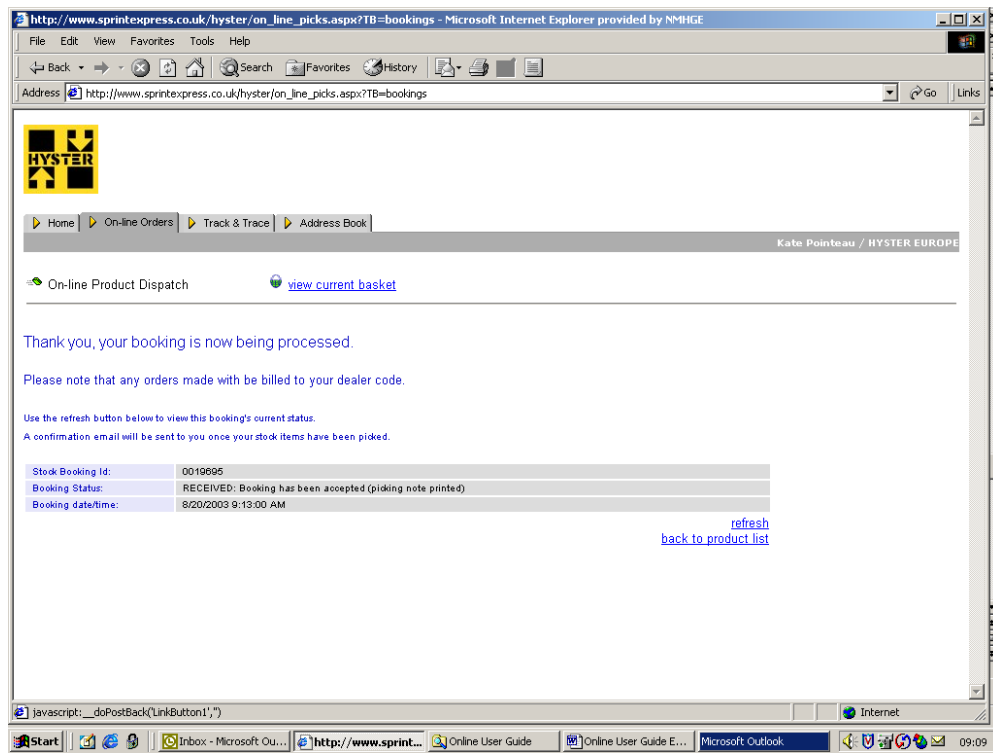 http://www.sprintexpress.co.uk/hyster/on_line_picks.aspx?TB=bookings - Microsoft Internet Explorer provided by NMHGE
File Edit View Favorites Tools Help
Back Search Favorites History
Address http://www.sprintexpress.co.uk/hyster/on_line_picks.aspx?TB=bookings Go Links
HYSTER
Home On-line Orders Track & Trace Address Book
Kate Pointeau / HYSTER EUROPE
On-line Product Dispatch view current basket
Thank you, your booking is now being processed.
Please note that any orders made with be billed to your dealer code.
Use the refresh button below to view this booking's current status.
A confirmation email will be sent to you once your stock items have been picked.
Stock Booking Id: 0019695
Booking Status: RECEIVED: Booking has been accepted (picking note printed)
Booking date/time: 8/20/2003 9:13:00 AM
refresh
back to product list
javascript:__doPostBack('LinkButton1','') Internet
Start Inbox - Microsoft Ou... http://www.sprint... Online User Guide Online User Guide E... Microsoft Outlook 09:09